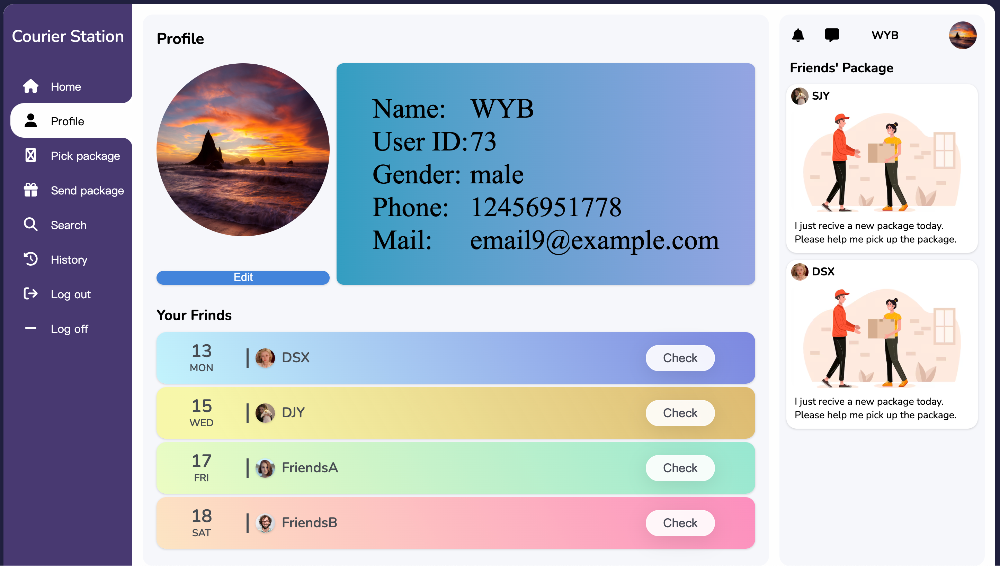 Courier Station
Home
Profile
Pick package
Send package
Search
History
Log out
Log off
Profile
Name: WYB
User ID: 73
Gender: male
Phone: 12456951778
Mail: email9@example.com
Edit
Your Frinds
13
MON
DSX
Check
15
WED
DJY
Check
17
FRI
FriendsA
Check
18
SAT
FriendsB
Check
WYB
Friends' Package
SJY
I just recive a new package today.
Please help me pick up the package.
DSX
I just recive a new package today.
Please help me pick up the package.